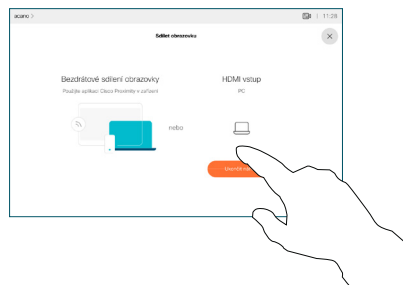 acano >
11:28
Sdílet obrazovku
Bezdrátové sdílení obrazovky
HDMI vstup
Použijte aplikaci Cisco Proximity v zařízení
PC
nebo